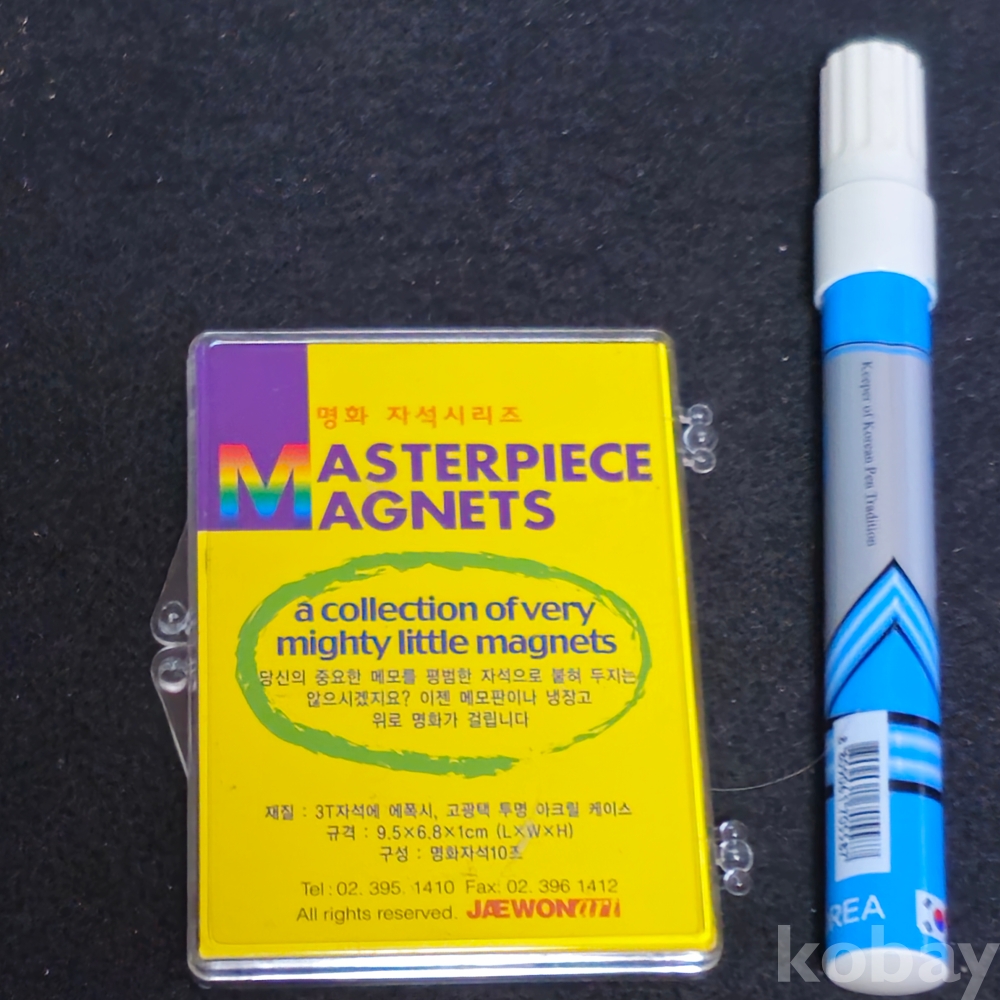 명화 자석시리즈
MASTERPIECE
MAGNETS
a collection of very
mighty little magnets
당신의 중요한 메모를 평범한 자석으로 붙혀 두지는
않으시겠지요? 이젠 메모판이나 냉장고
위로 명화가 걸립니다
재질 : 3T자석에 에폭시, 고광택 투명 아크릴 케이스
규격 : 9.5×6.8×1cm (L×W×H)
구성 : 명화자석10조
Tel : 02. 395. 1410 Fax: 02. 396 1412
All rights reserved. JAEWONart
Keeper of Korean Pen Tradition
REA
kobay